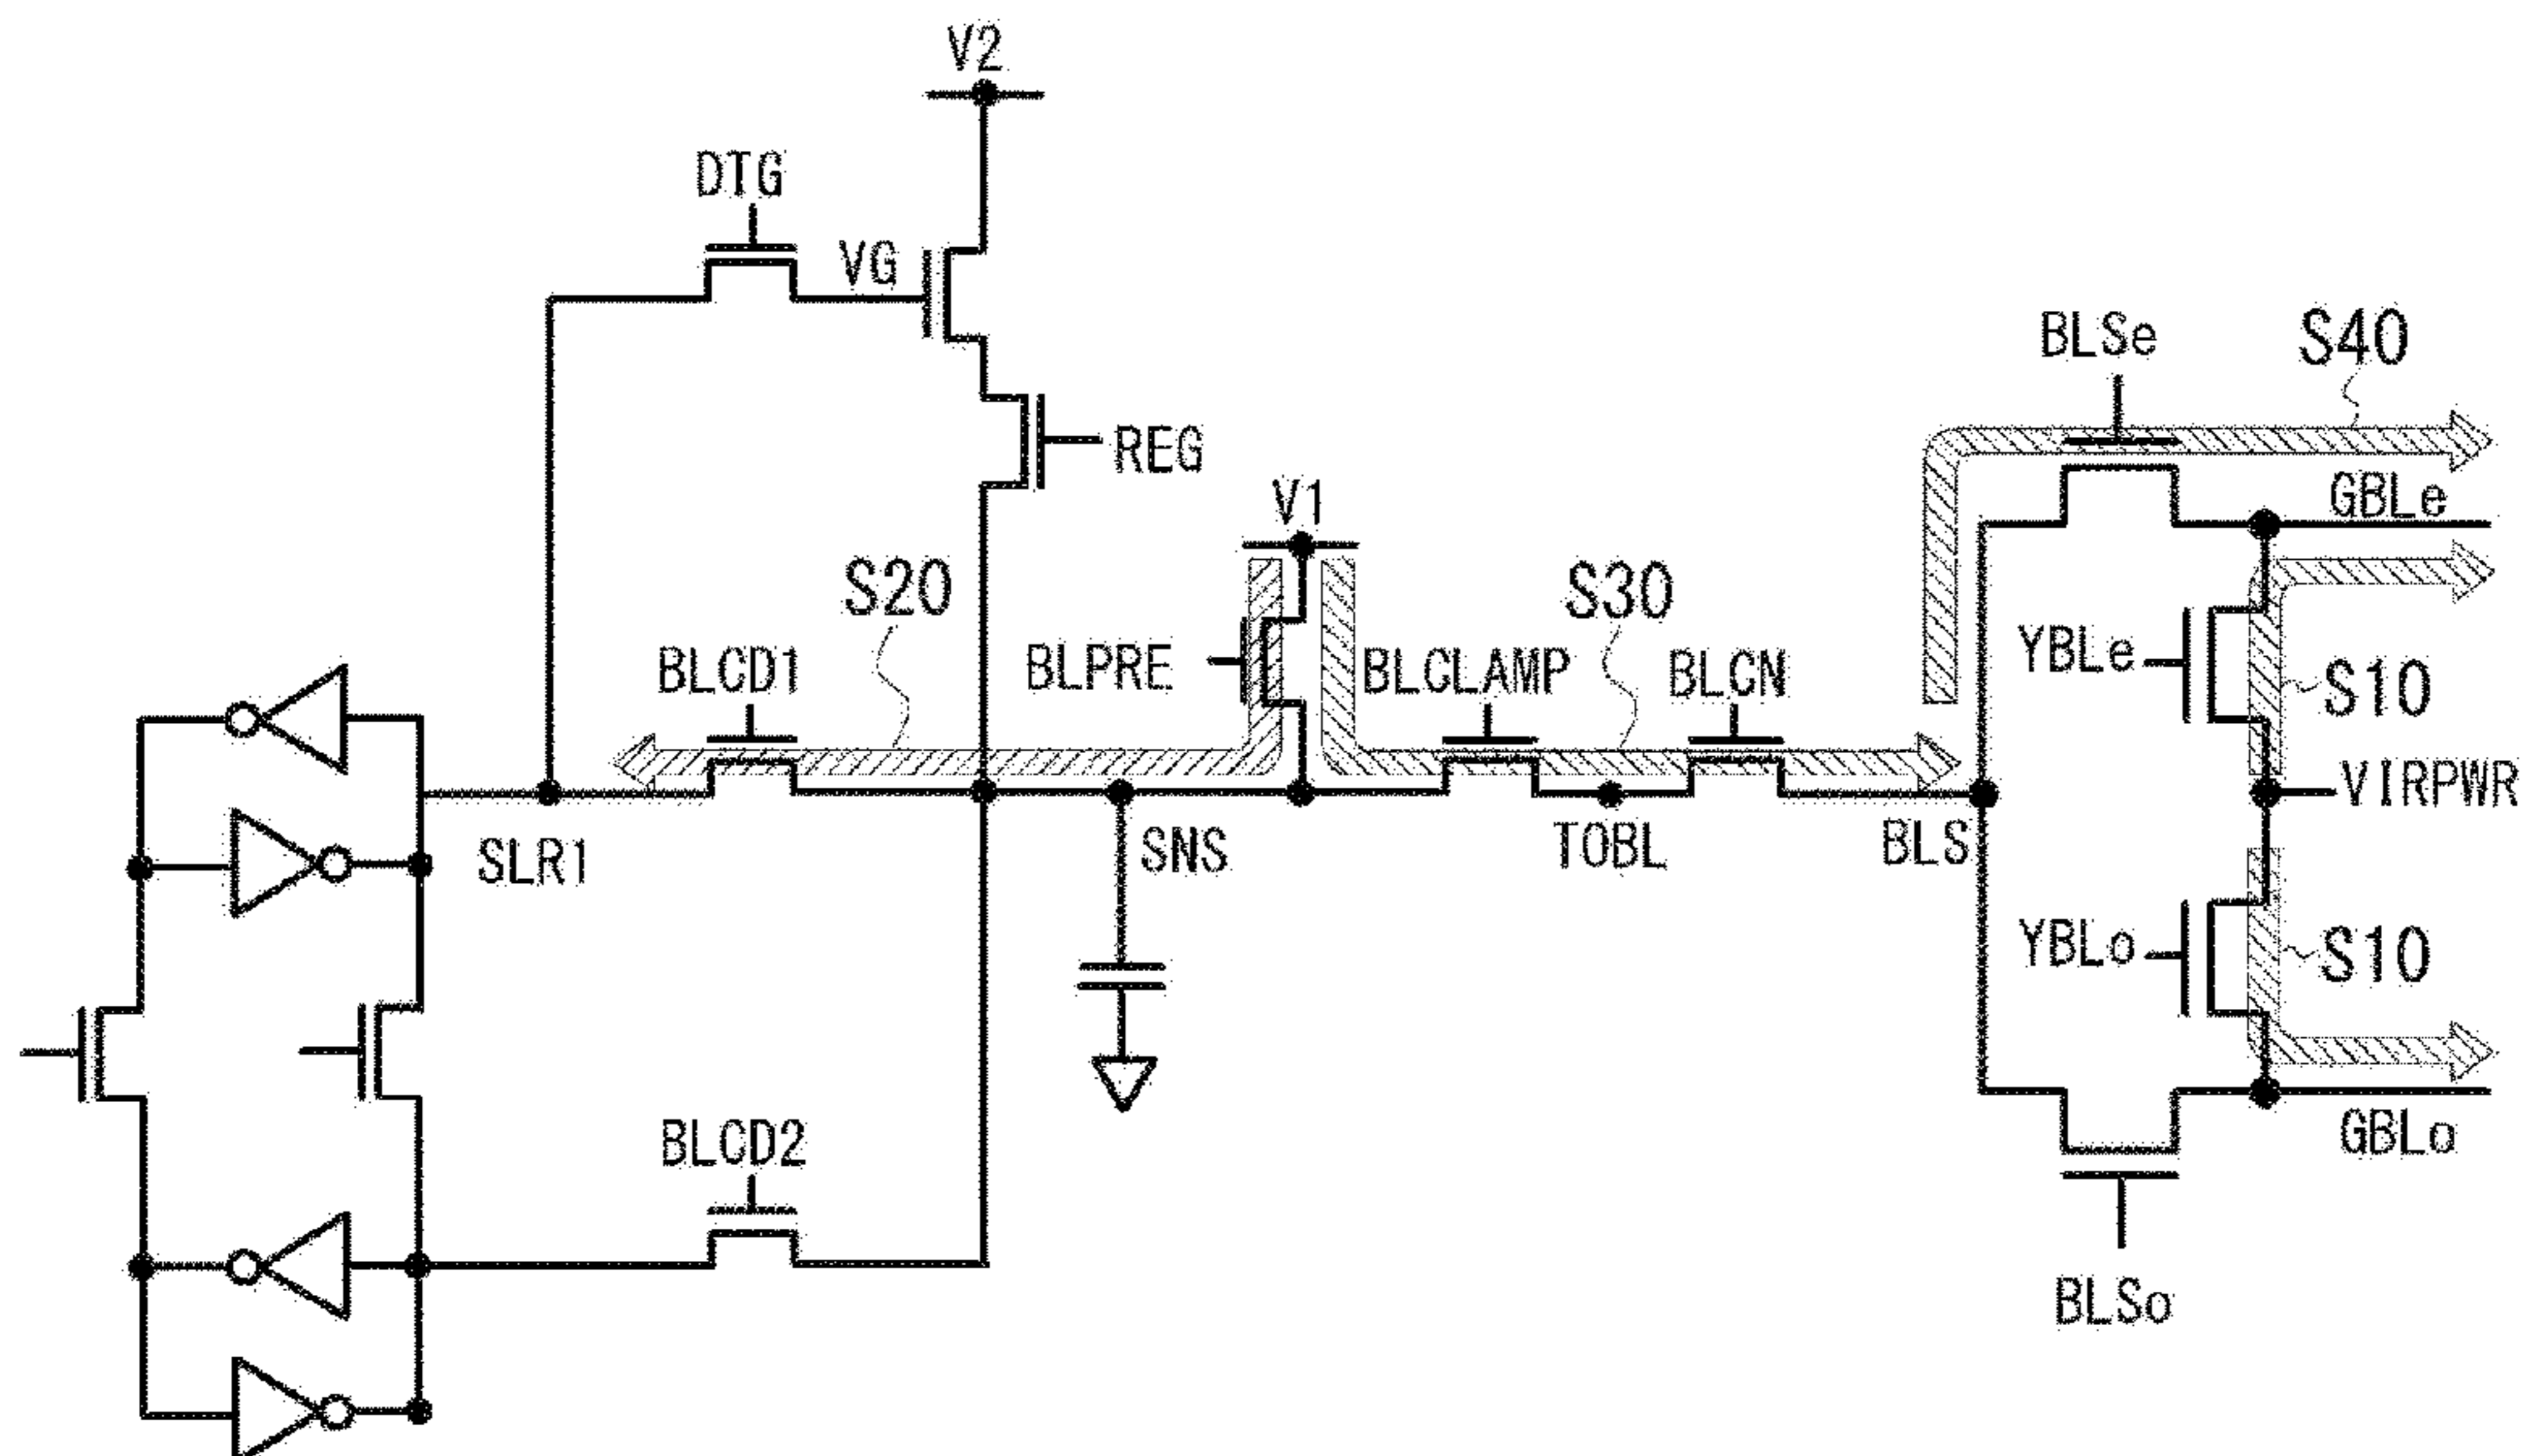 V2
DTG
VG
BLSe
S40
REG
V1
GBLe
S20
S30
BLCD1
BLPRE
BLCLAMP
BLCN
YBLe
S10
VIRPWR
SLR1
SNS
TOBL
BLS
YBLo
S10
BLCD2
GBLo
BLSo